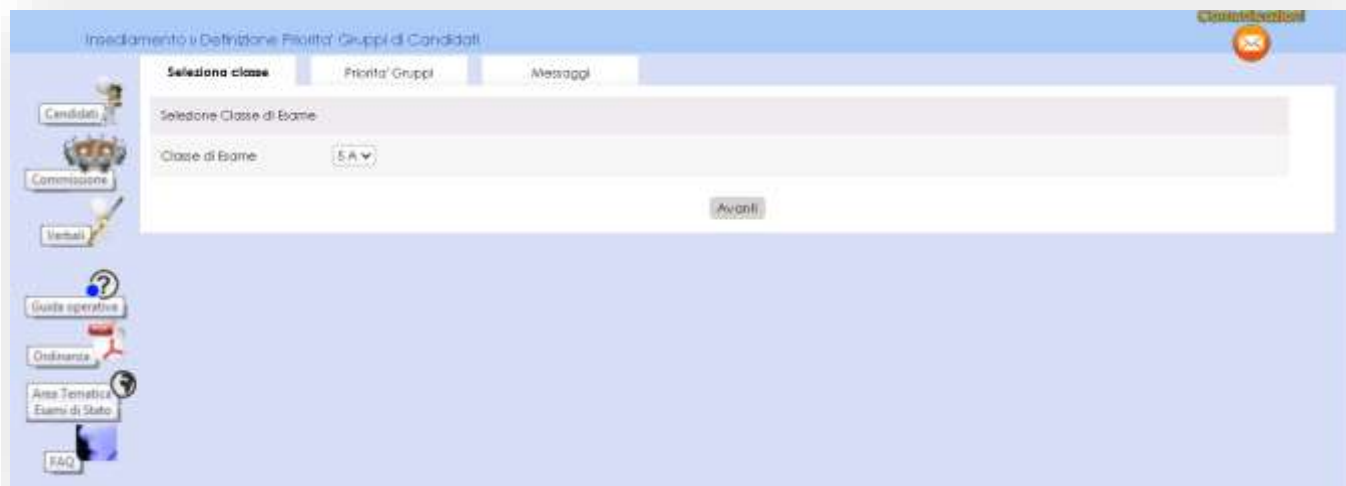 Comunicazioni
Insediamento » Definizione Priorita' Gruppi di Candidati
Seleziona classe Priorita' Gruppi Messaggi
Candidati
Selezione Classe di Esame
Classe di Esame 5 A
Commissione
Avanti
Verbali
Guide operative
Ordinanza
Area Tematica
Esami di Stato
FAQ